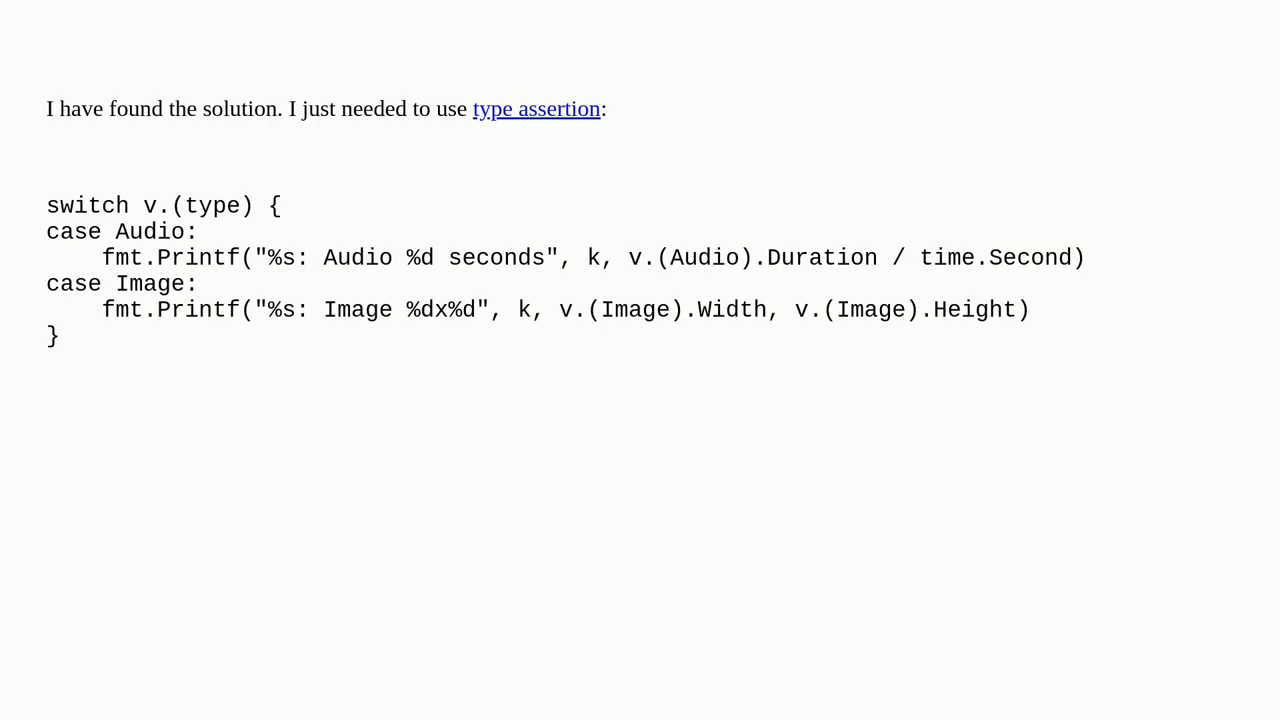 I have found the solution. I just needed to use type assertion:
switch v.(type) {
case Audio:
    fmt.Printf("%s: Audio %d seconds", k, v.(Audio).Duration / time.Second)
case Image:
    fmt.Printf("%s: Image %dx%d", k, v.(Image).Width, v.(Image).Height)
}